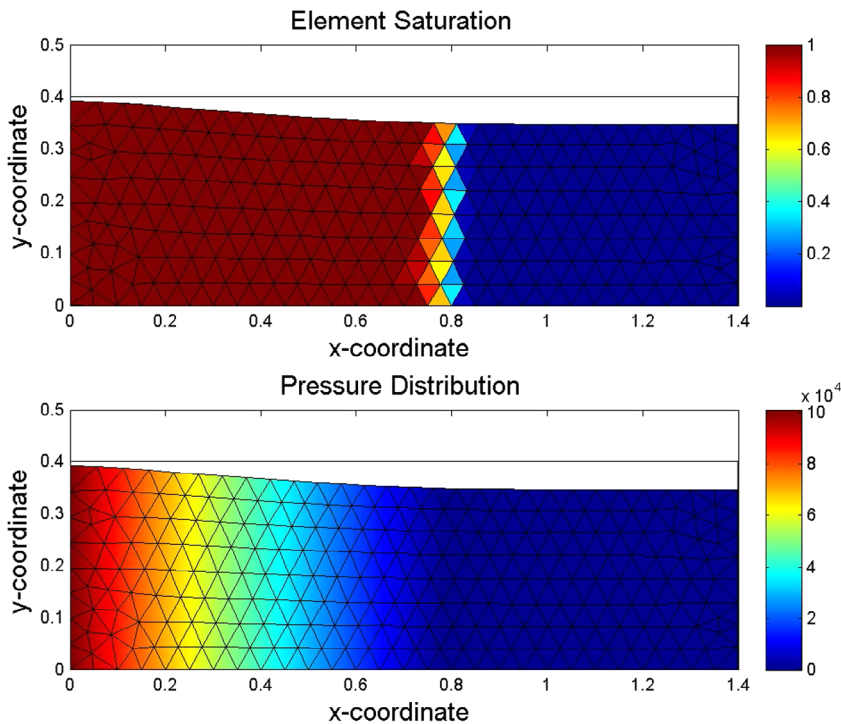 Element Saturation
0.5
0.4
0.3
0.2
0.1
0
y-coordinate
0 0.2 0.4 0.6 0.8 1 1.2 1.4
x-coordinate
1
0.8
0.6
0.4
0.2
Pressure Distribution
0.5
0.4
0.3
0.2
0.1
0
y-coordinate
0 0.2 0.4 0.6 0.8 1 1.2 1.4
x-coordinate
x 10^4
10
8
6
4
2
0